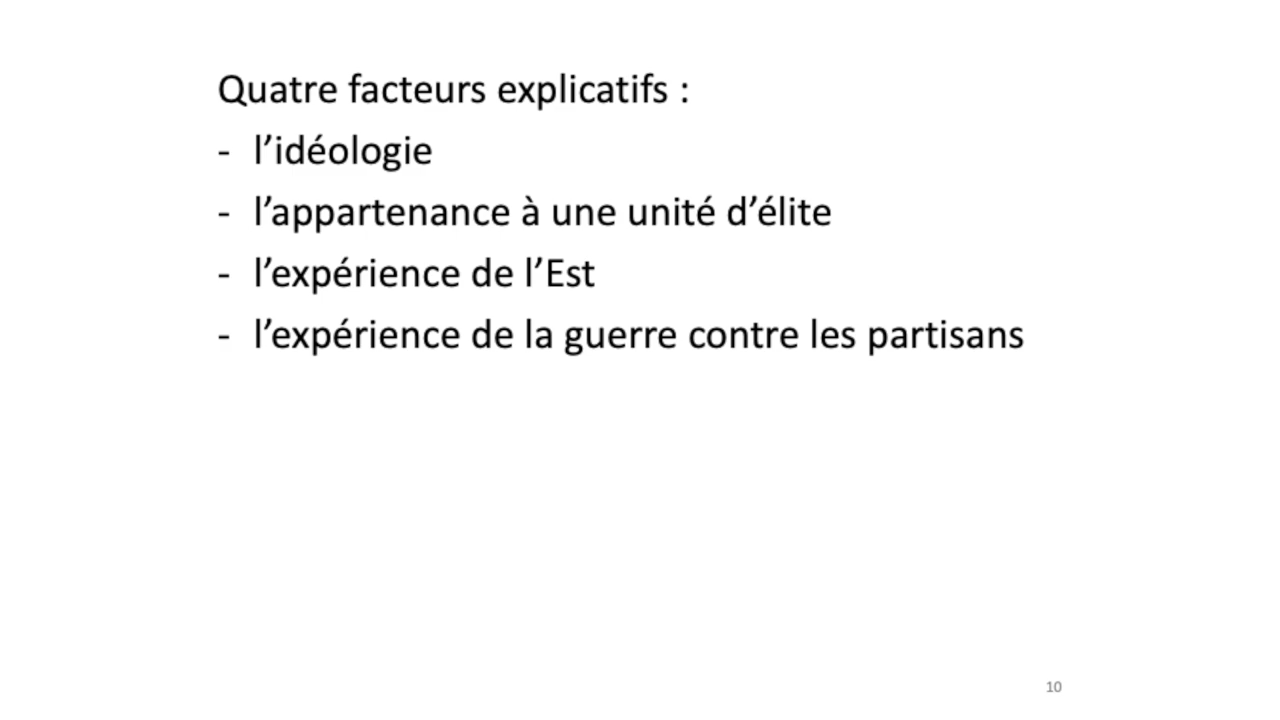 Quatre facteurs explicatifs :
- l’idéologie
- l’appartenance à une unité d’élite
- l’expérience de l’Est
- l’expérience de la guerre contre les partisans
10